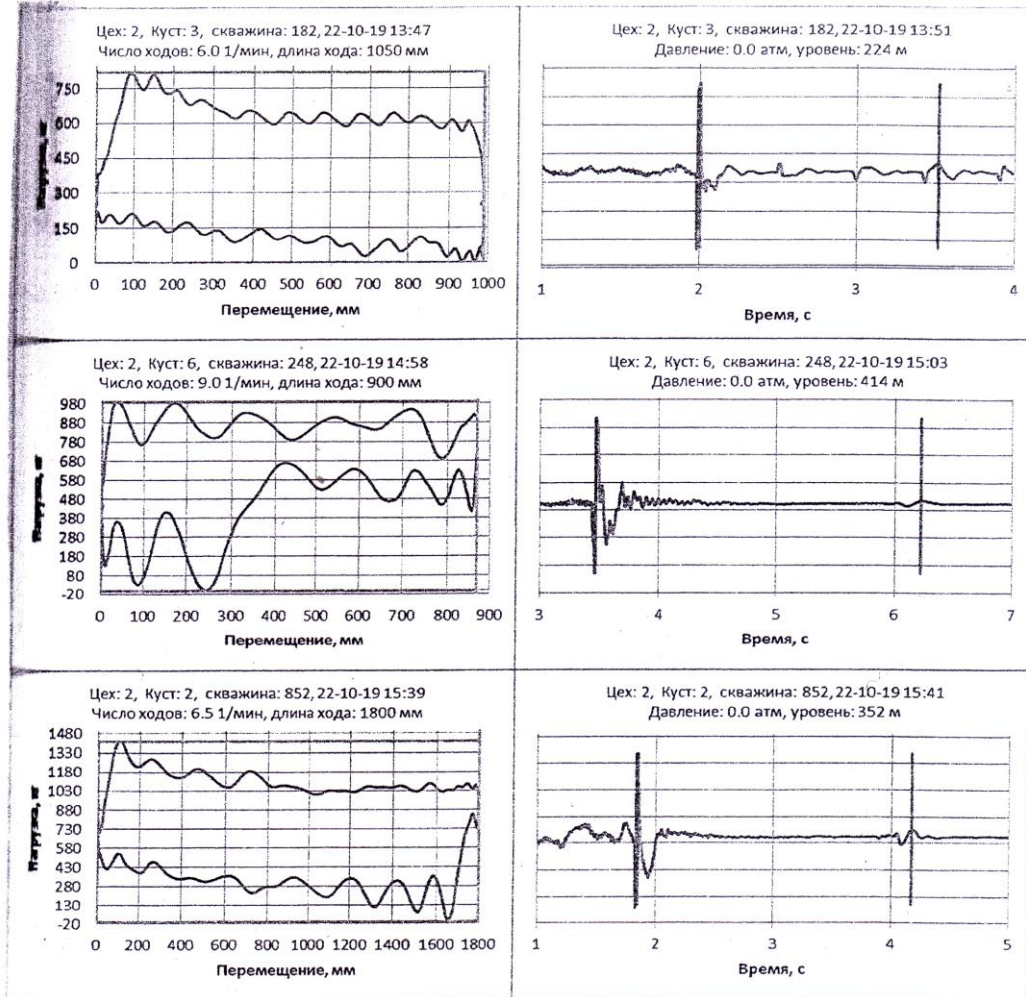 Цех: 2, Куст: 3, скважина: 182, 22-10-19 13:47
Число ходов: 6.0 1/мин, длина хода: 1050 мм
750
600
450
300
150
0
Нагрузка, кг
0 100 200 300 400 500 600 700 800 900 1000
Перемещение, мм
Цех: 2, Куст: 3, скважина: 182, 22-10-19 13:51
Давление: 0.0 атм, уровень: 224 м
1 2 3 4
Время, с
Цех: 2, Куст: 6, скважина: 248, 22-10-19 14:58
Число ходов: 9.0 1/мин, длина хода: 900 мм
980
880
780
680
580
480
380
280
180
80
-20
Нагрузка, кг
0 100 200 300 400 500 600 700 800 900
Перемещение, мм
Цех: 2, Куст: 6, скважина: 248, 22-10-19 15:03
Давление: 0.0 атм, уровень: 414 м
3 4 5 6 7
Время, с
Цех: 2, Куст: 2, скважина: 852, 22-10-19 15:39
Число ходов: 6.5 1/мин, длина хода: 1800 мм
1480
1330
1180
1030
880
730
580
430
280
130
-20
Нагрузка, кг
0 200 400 600 800 1000 1200 1400 1600 1800
Перемещение, мм
Цех: 2, Куст: 2, скважина: 852, 22-10-19 15:41
Давление: 0.0 атм, уровень: 352 м
1 2 3 4 5
Время, с